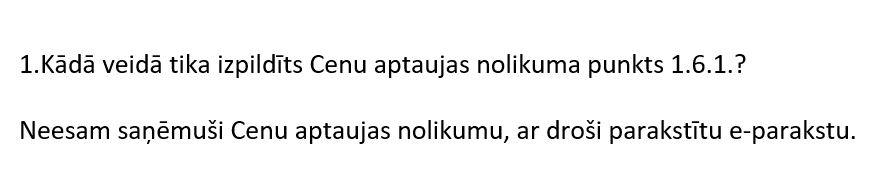 1.Kādā veidā tika izpildīts Cenu aptaujas nolikuma punkts 1.6.1.?
Neesam saņēmuši Cenu aptaujas nolikumu, ar droši parakstītu e-parakstu.